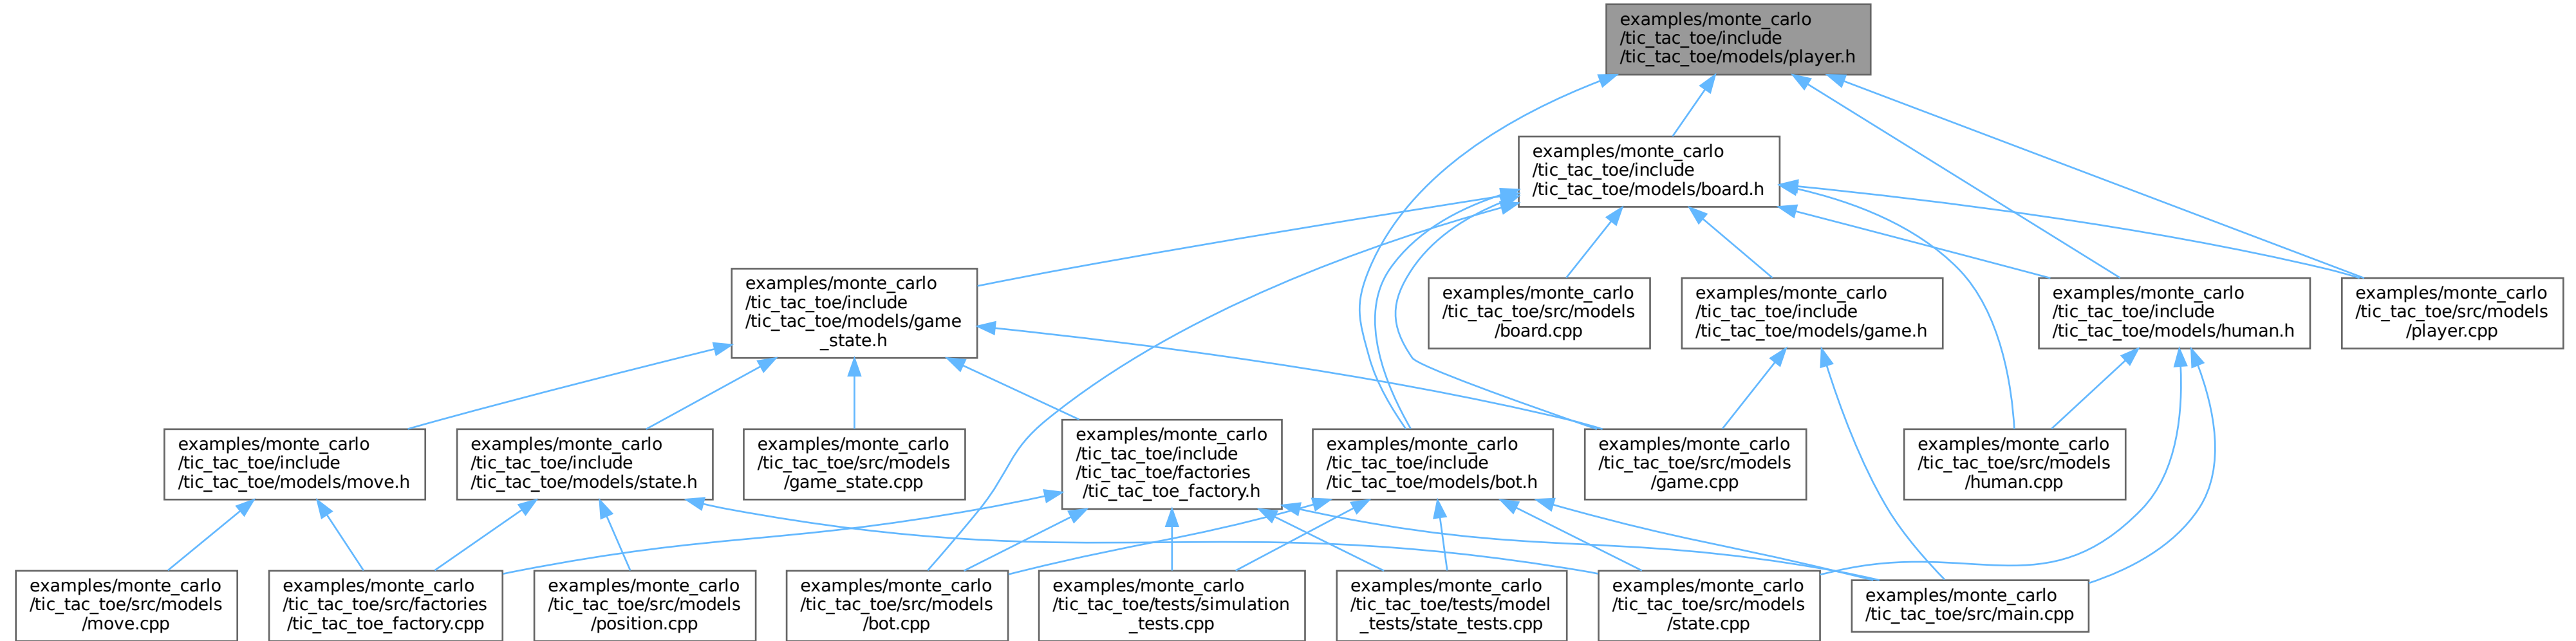 examples/monte_carlo
/tic_tac_toe/include
/tic_tac_toe/models/player.h
examples/monte_carlo
/tic_tac_toe/include
/tic_tac_toe/models/board.h
examples/monte_carlo
/tic_tac_toe/include
/tic_tac_toe/models/game
_state.h
examples/monte_carlo
/tic_tac_toe/src/models
/board.cpp
examples/monte_carlo
/tic_tac_toe/include
/tic_tac_toe/models/game.h
examples/monte_carlo
/tic_tac_toe/include
/tic_tac_toe/models/human.h
examples/monte_carlo
/tic_tac_toe/src/models
/player.cpp
examples/monte_carlo
/tic_tac_toe/include
/tic_tac_toe/models/move.h
examples/monte_carlo
/tic_tac_toe/include
/tic_tac_toe/models/state.h
examples/monte_carlo
/tic_tac_toe/src/models
/game_state.cpp
examples/monte_carlo
/tic_tac_toe/include
/tic_tac_toe/factories
/tic_tac_toe_factory.h
examples/monte_carlo
/tic_tac_toe/include
/tic_tac_toe/models/bot.h
examples/monte_carlo
/tic_tac_toe/src/models
/game.cpp
examples/monte_carlo
/tic_tac_toe/src/models
/human.cpp
examples/monte_carlo
/tic_tac_toe/src/models
/move.cpp
examples/monte_carlo
/tic_tac_toe/src/factories
/tic_tac_toe_factory.cpp
examples/monte_carlo
/tic_tac_toe/src/models
/position.cpp
examples/monte_carlo
/tic_tac_toe/src/models
/bot.cpp
examples/monte_carlo
/tic_tac_toe/tests/simulation
_tests.cpp
examples/monte_carlo
/tic_tac_toe/tests/model
_tests/state_tests.cpp
examples/monte_carlo
/tic_tac_toe/src/models
/state.cpp
examples/monte_carlo
/tic_tac_toe/src/main.cpp